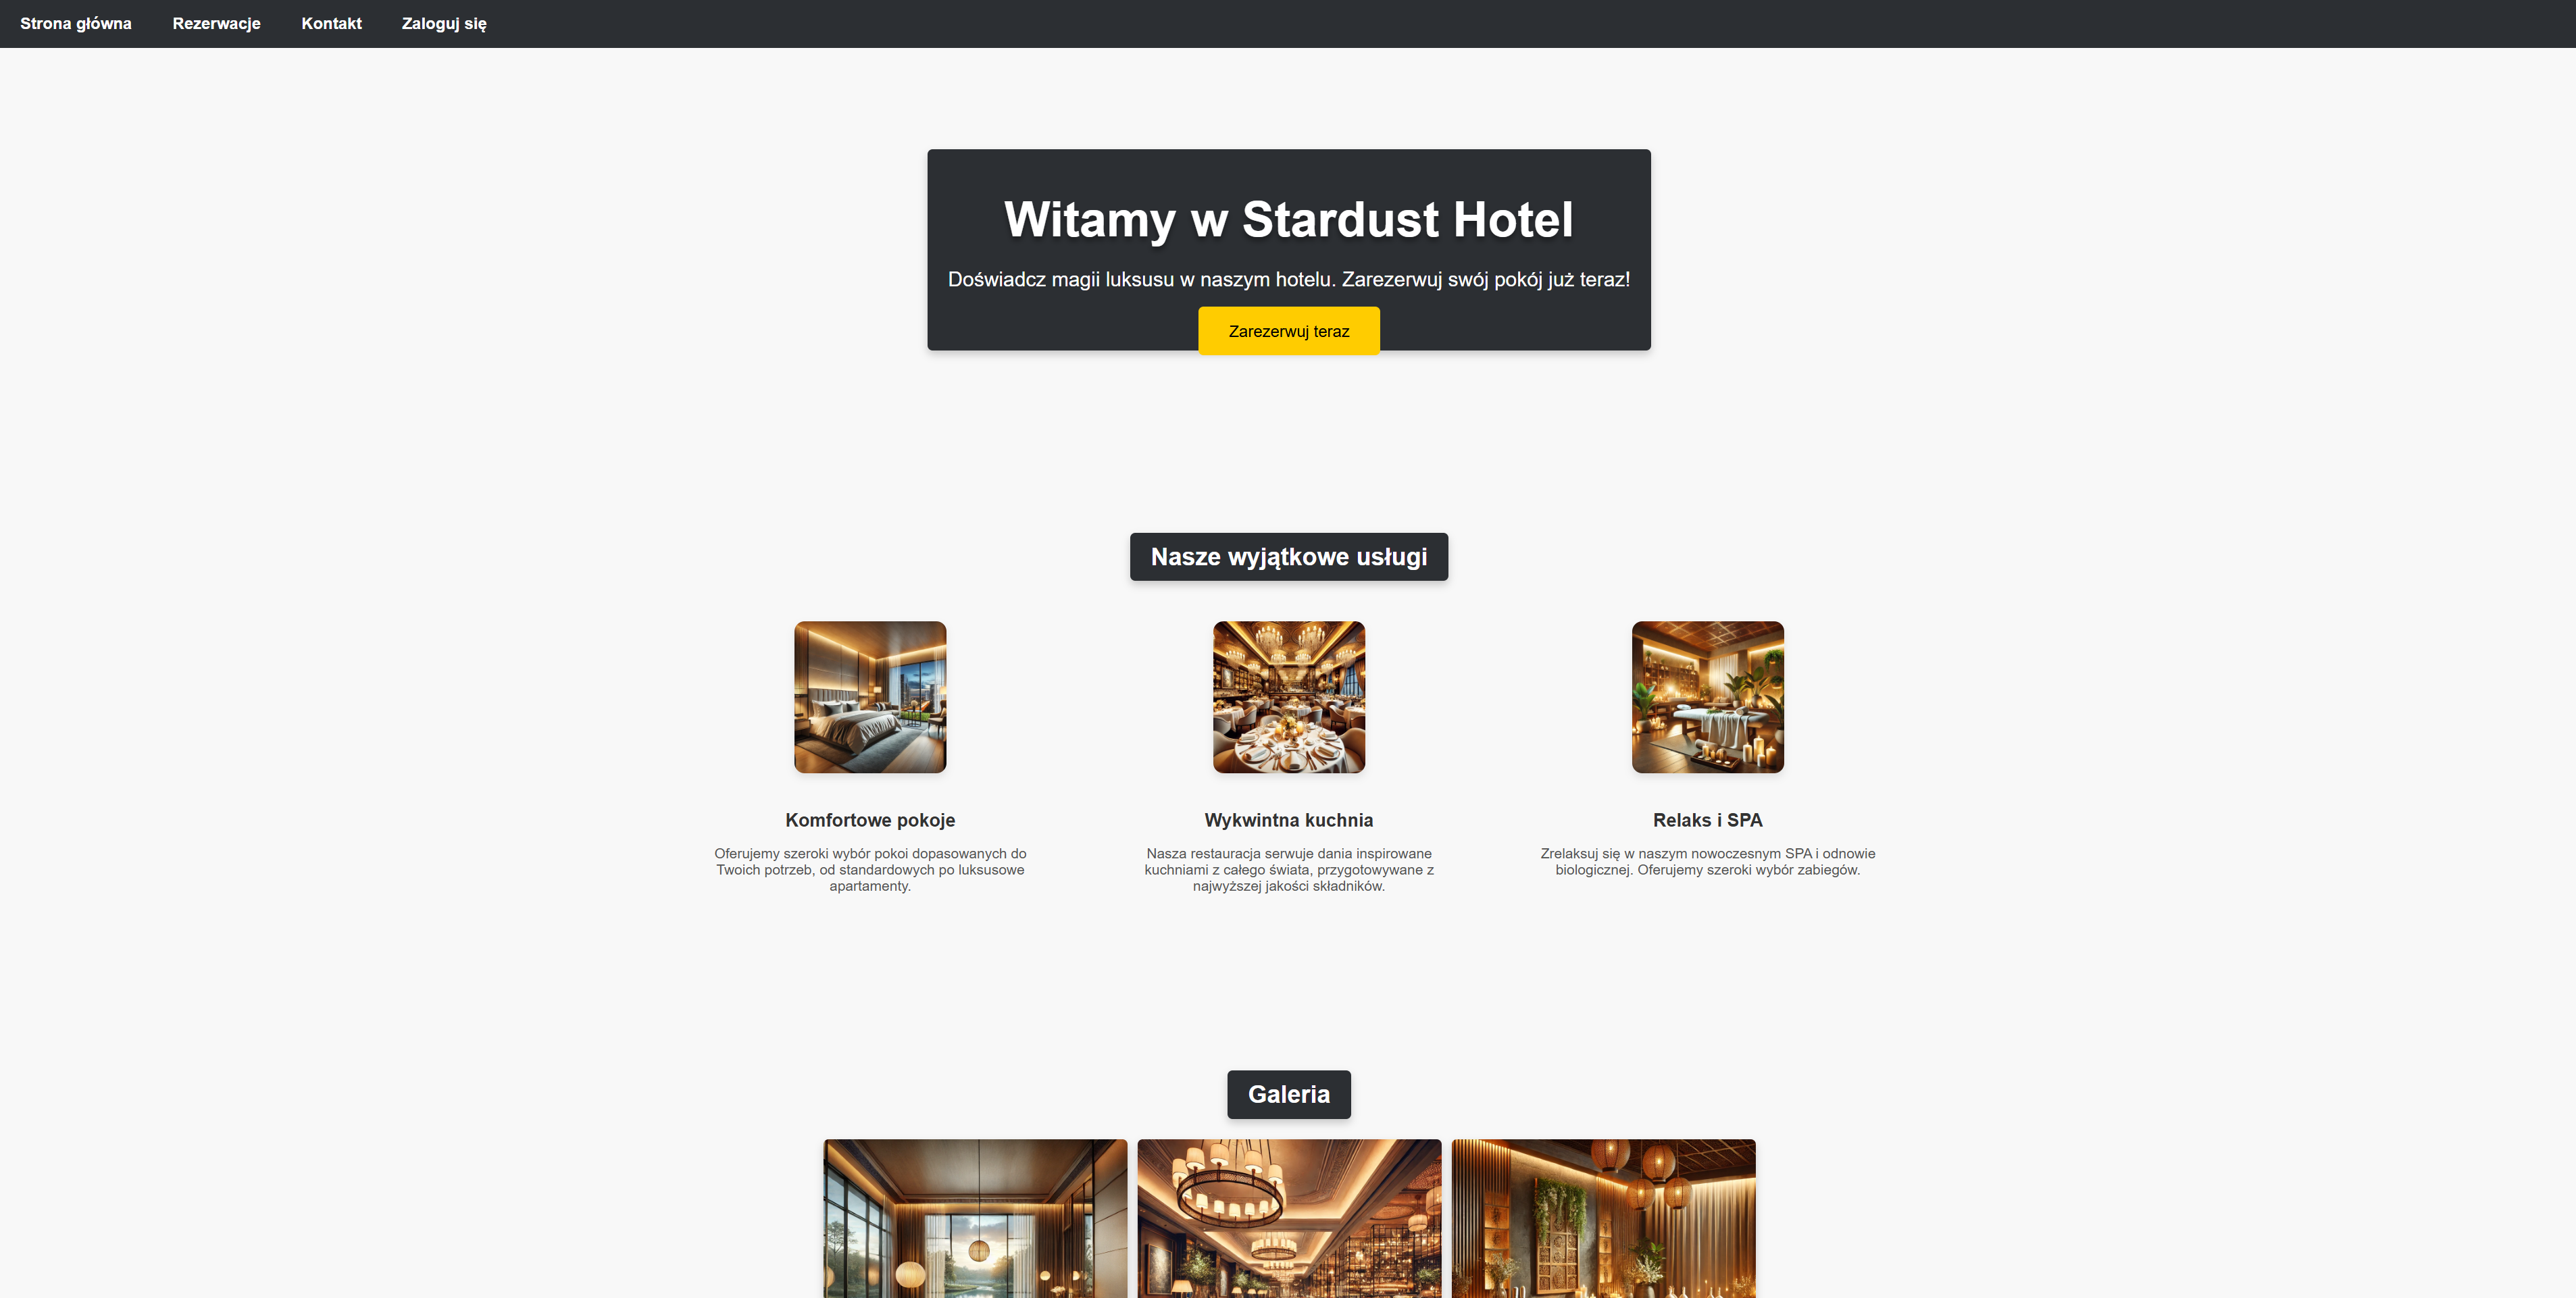 Strona główna Rezerwacje Kontakt Zaloguj się
Witamy w Stardust Hotel
Doświadcz magii luksusu w naszym hotelu. Zarezerwuj swój pokój już teraz!
Zarezerwuj teraz
Nasze wyjątkowe usługi
Komfortowe pokoje
Oferujemy szeroki wybór pokoi dopasowanych do
Twoich potrzeb, od standardowych po luksusowe
apartamenty.
Wykwintna kuchnia
Nasza restauracja serwuje dania inspirowane
kuchniami z całego świata, przygotowywane z
najwyższej jakości składników.
Relaks i SPA
Zrelaksuj się w naszym nowoczesnym SPA i odnowie
biologicznej. Oferujemy szeroki wybór zabiegów.
Galeria